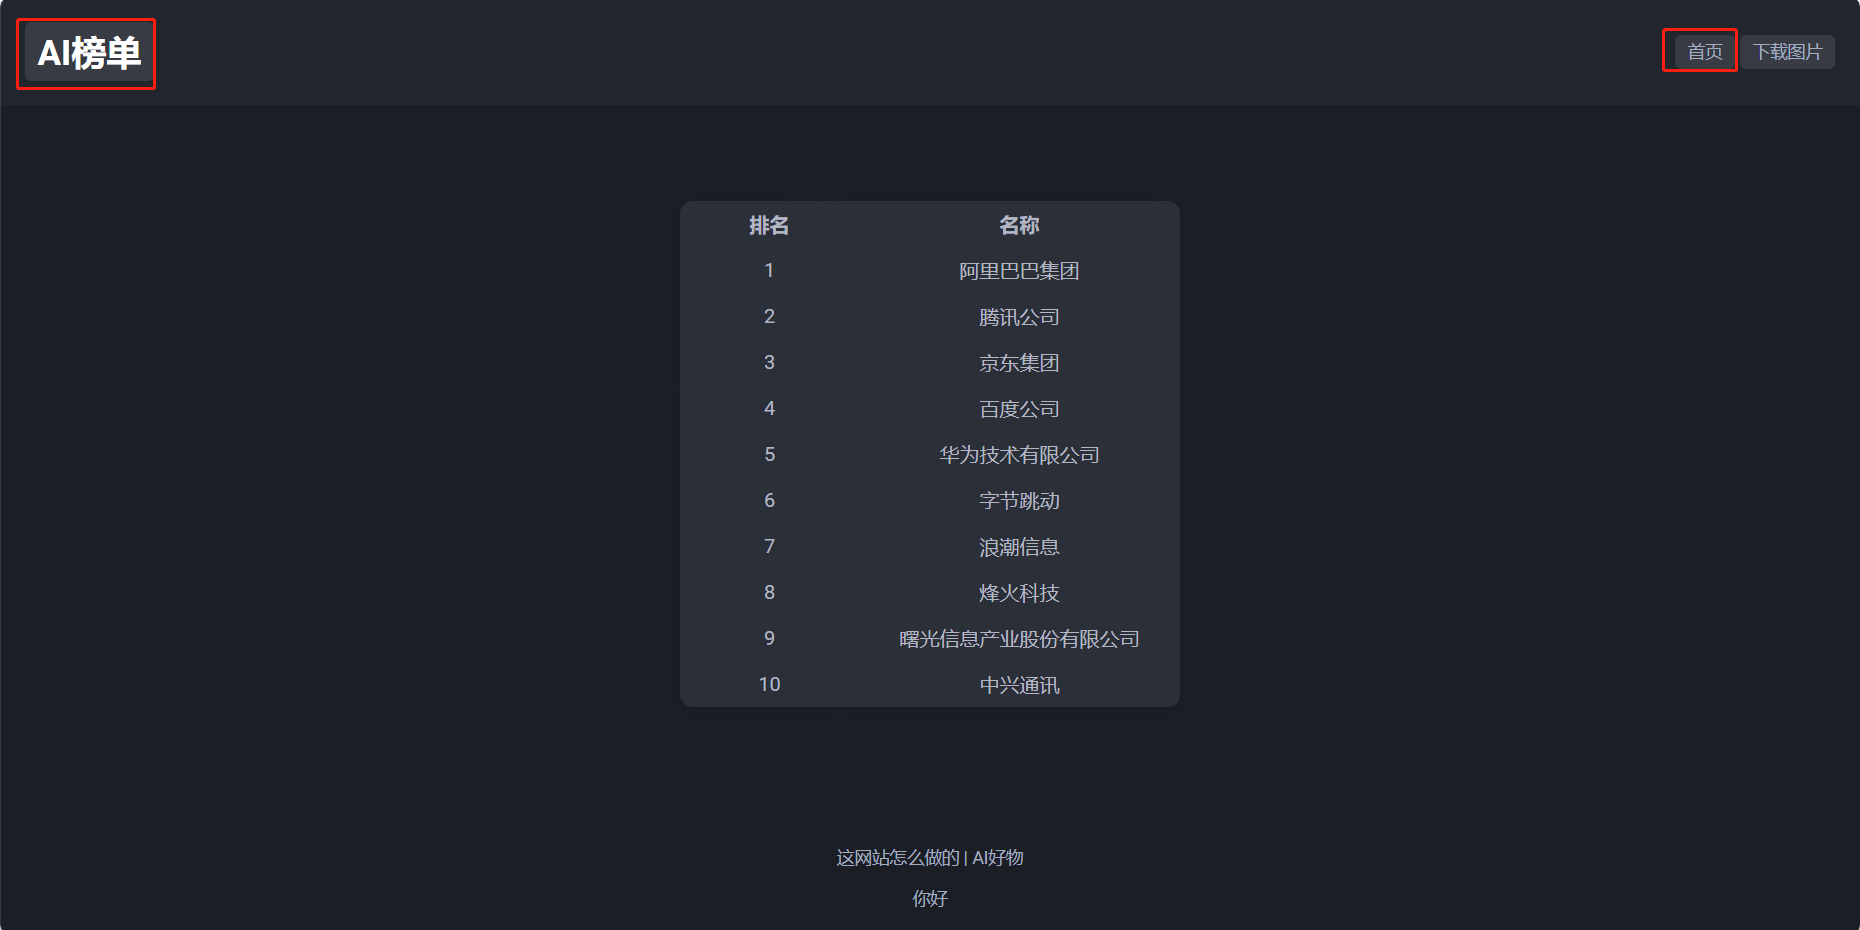 AI榜单
首页 下载图片
排名 名称
1 阿里巴巴集团
2 腾讯公司
3 京东集团
4 百度公司
5 华为技术有限公司
6 字节跳动
7 浪潮信息
8 烽火科技
9 曙光信息产业股份有限公司
10 中兴通讯
这网站怎么做的 | AI好物
你好